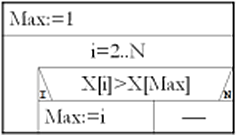 Max:=1
i=2..N
X[i]>X[Max]
I N
Max:=i —